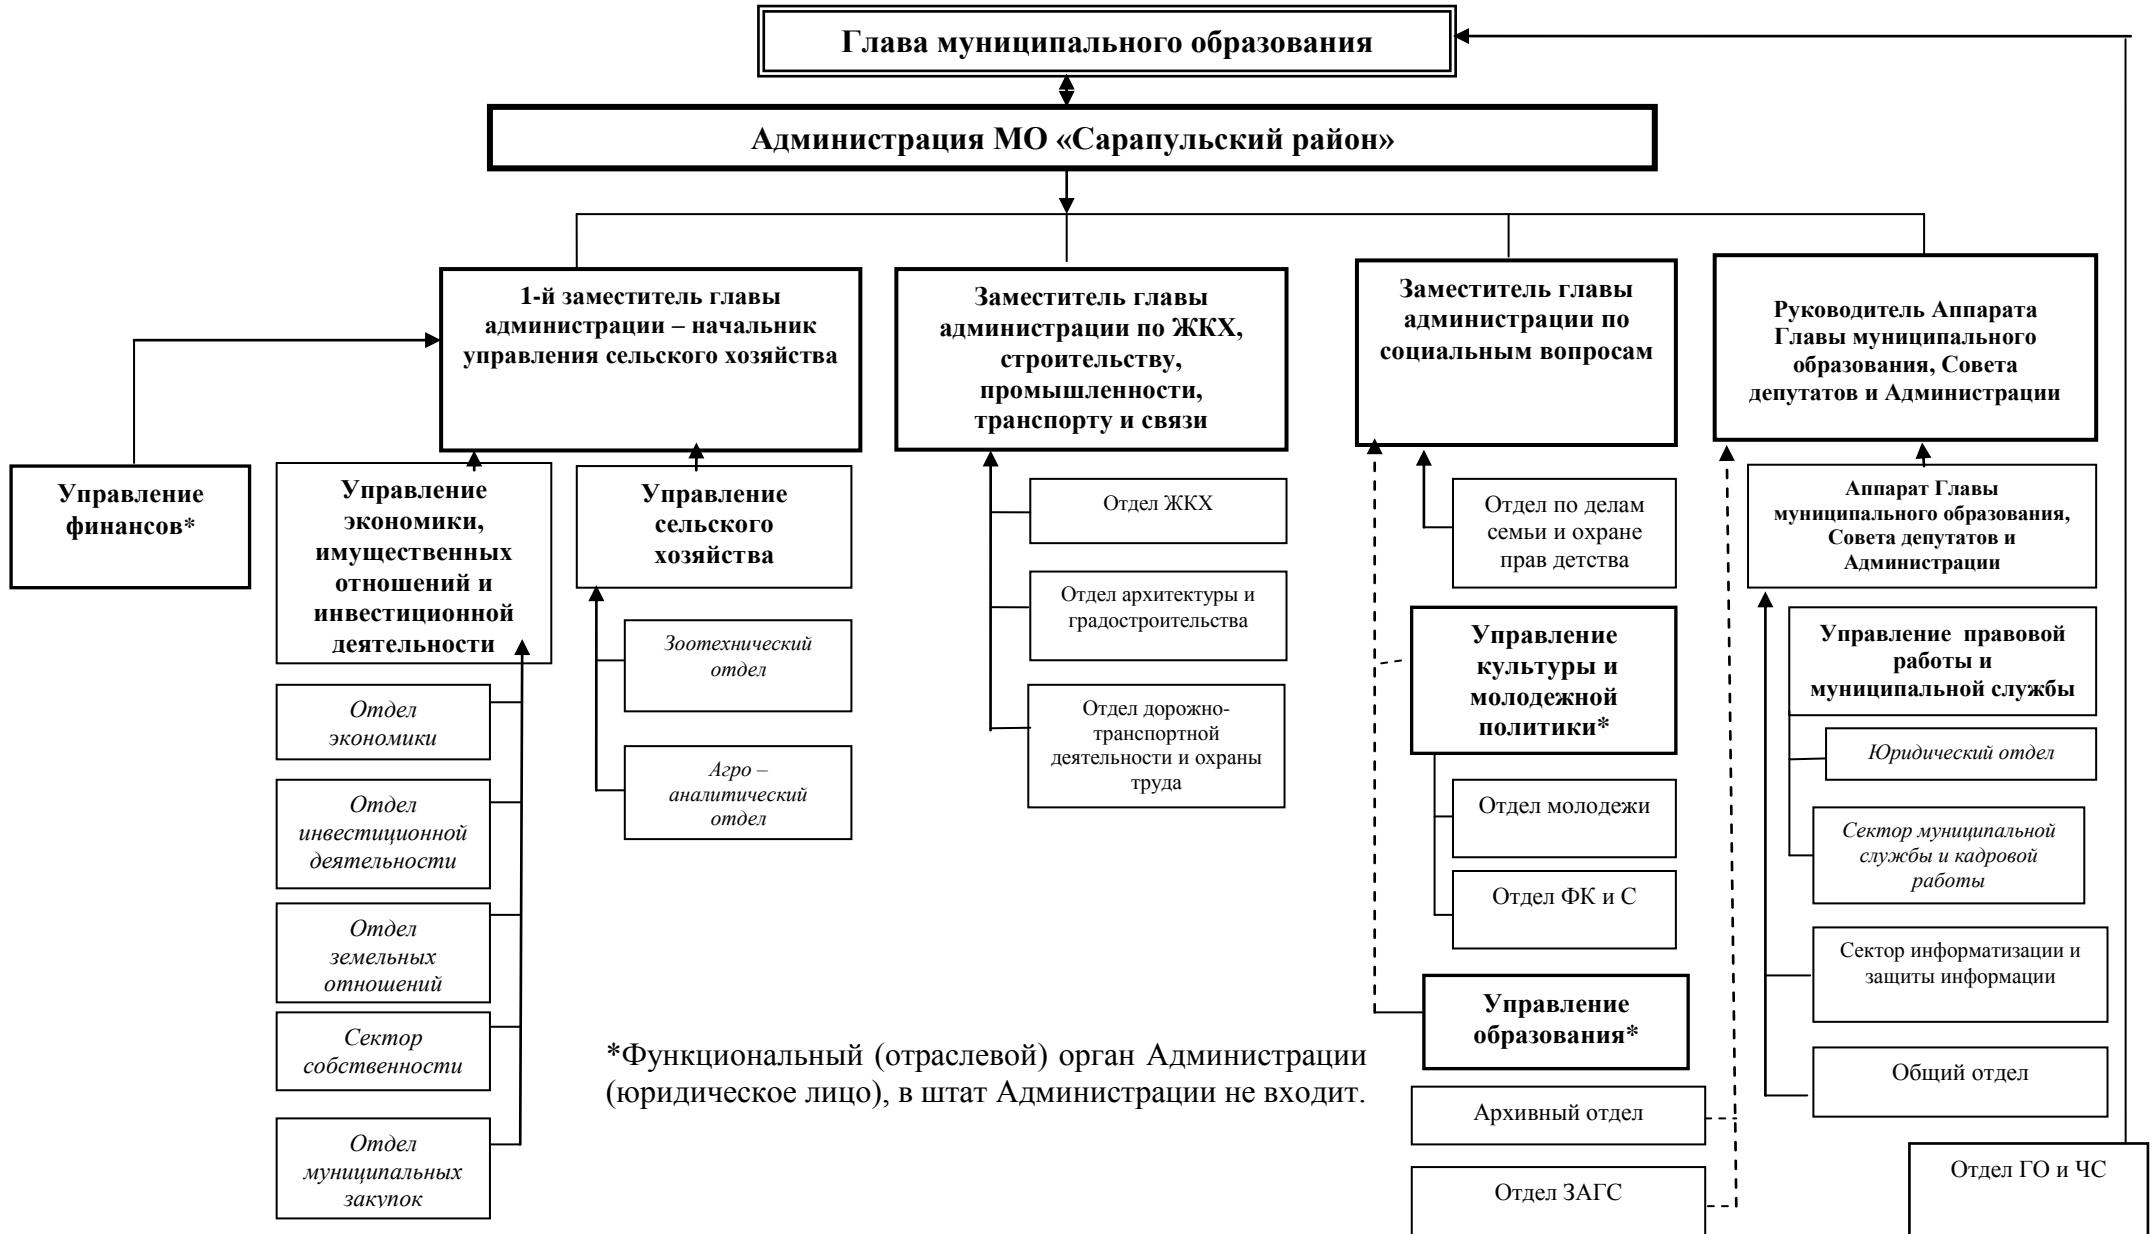 Глава муниципального образования
Администрация МО «Сарапульский район»
1-й заместитель главы
администрации – начальник
управления сельского хозяйства
Заместитель главы
администрации по ЖКХ,
строительству,
промышленности,
транспорту и связи
Заместитель главы
администрации по
социальным вопросам
Руководитель Аппарата
Главы муниципального
образования, Совета
депутатов и Администрации
Управление
финансов*
Управление
экономики,
имущественных
отношений и
инвестиционной
деятельности
Отдел
экономики
Отдел
инвестиционной
деятельности
Отдел
земельных
отношений
Сектор
собственности
Отдел
муниципальных
закупок
Управление
сельского
хозяйства
Зоотехнический
отдел
Агро –
аналитический
отдел
Отдел ЖКХ
Отдел архитектуры и
градостроительства
Отдел дорожно-
транспортной
деятельности и охраны
труда
Отдел по делам
семьи и охране
прав детства
Управление
культуры и
молодежной
политики*
Отдел молодежи
Отдел ФК и С
Управление
образования*
Архивный отдел
Отдел ЗАГС
Аппарат Главы
муниципального образования,
Совета депутатов и
Администрации
Управление правовой
работы и
муниципальной службы
Юридический отдел
Сектор муниципальной
службы и кадровой
работы
Сектор информатизации и
защиты информации
Общий отдел
Отдел ГО и ЧС
*Функциональный (отраслевой) орган Администрации
(юридическое лицо), в штат Администрации не входит.